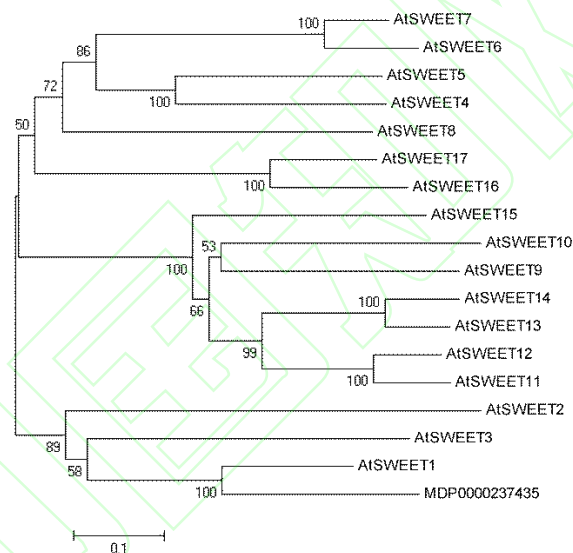 100
AtSWEET7
AtSWEET6
86
AtSWEET5
100
AtSWEET4
72
AtSWEET8
50
AtSWEET17
100
AtSWEET16
AtSWEET15
100
53
AtSWEET10
AtSWEET9
66
100
AtSWEET14
AtSWEET13
99
AtSWEET12
100
AtSWEET11
AtSWEET2
89
AtSWEET3
58
AtSWEET1
100
MDP0000237435
0.1